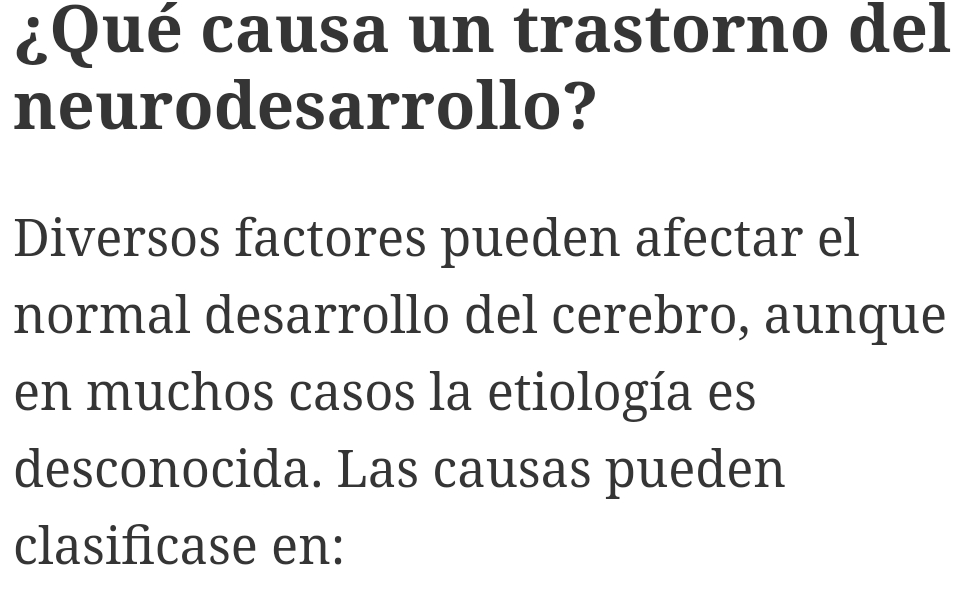 ¿Qué causa un trastorno del
neurodesarrollo?
Diversos factores pueden afectar el
normal desarrollo del cerebro, aunque
en muchos casos la etiología es
desconocida. Las causas pueden
clasificase en: